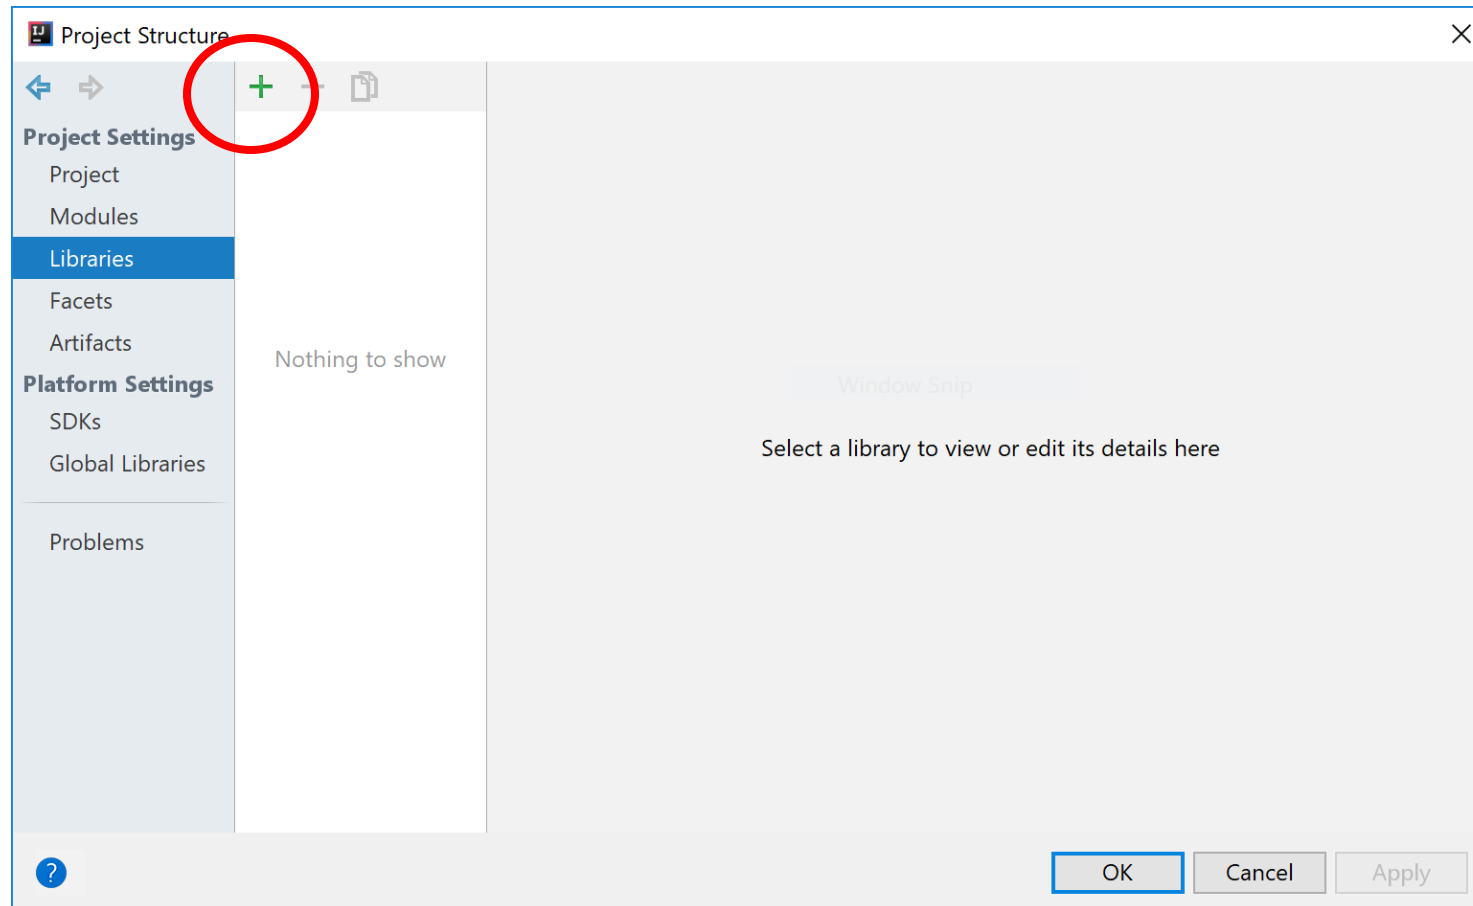 Project Structure
Project Settings
Project
Modules
Libraries
Facets
Artifacts
Platform Settings
SDKs
Global Libraries
Problems
Nothing to show
Window Snip
Select a library to view or edit its details here
?
OK
Cancel
Apply